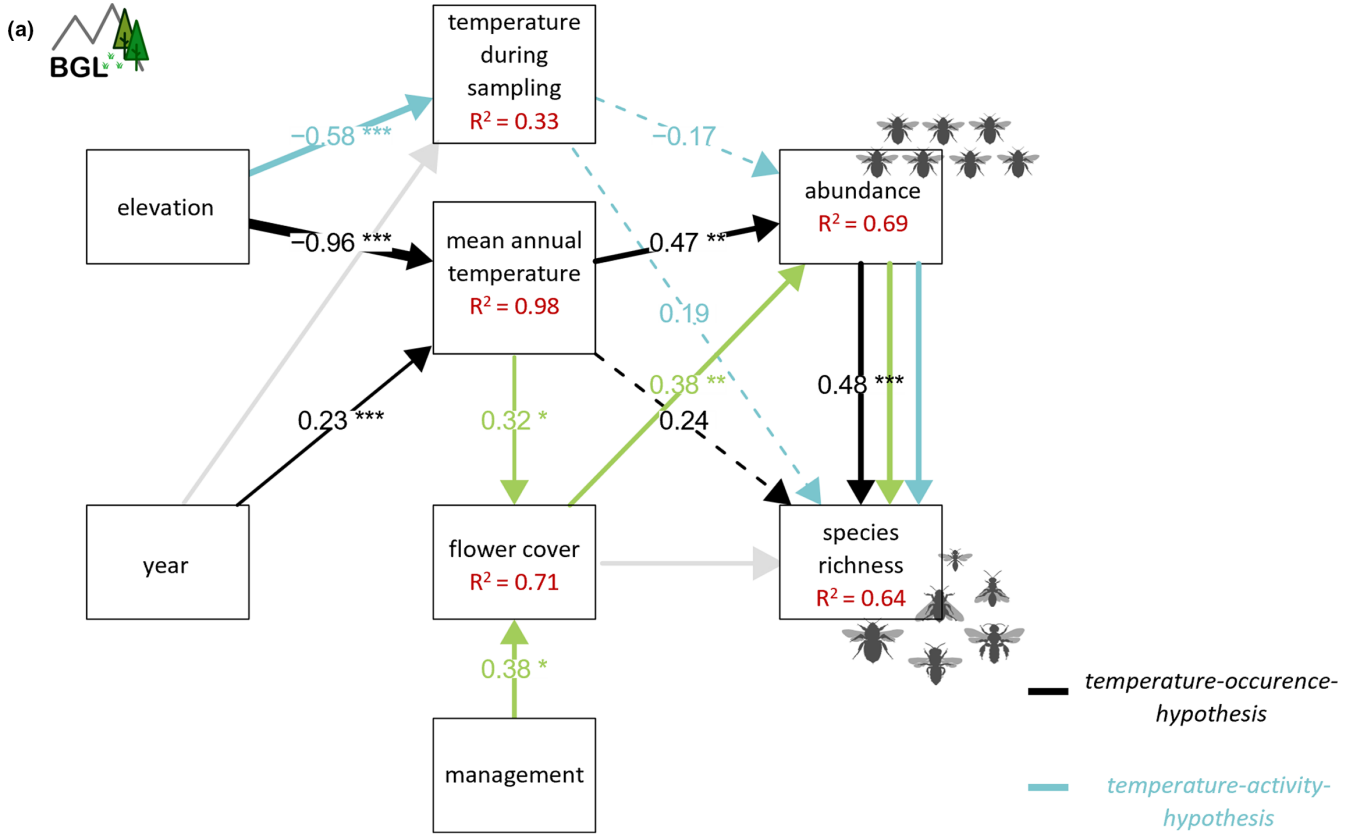 (a)
BGL
temperature
during
sampling
R² = 0.33
−0.58 ***
−0.17
elevation
abundance
R² = 0.69
−0.96 ***
mean annual
temperature
R² = 0.98
0.47 **
0.19
0.23 ***
0.32 *
0.38 **
0.24
0.48 ***
year
flower cover
R² = 0.71
species
richness
R² = 0.64
0.38 *
management
temperature-occurence-
hypothesis
temperature-activity-
hypothesis